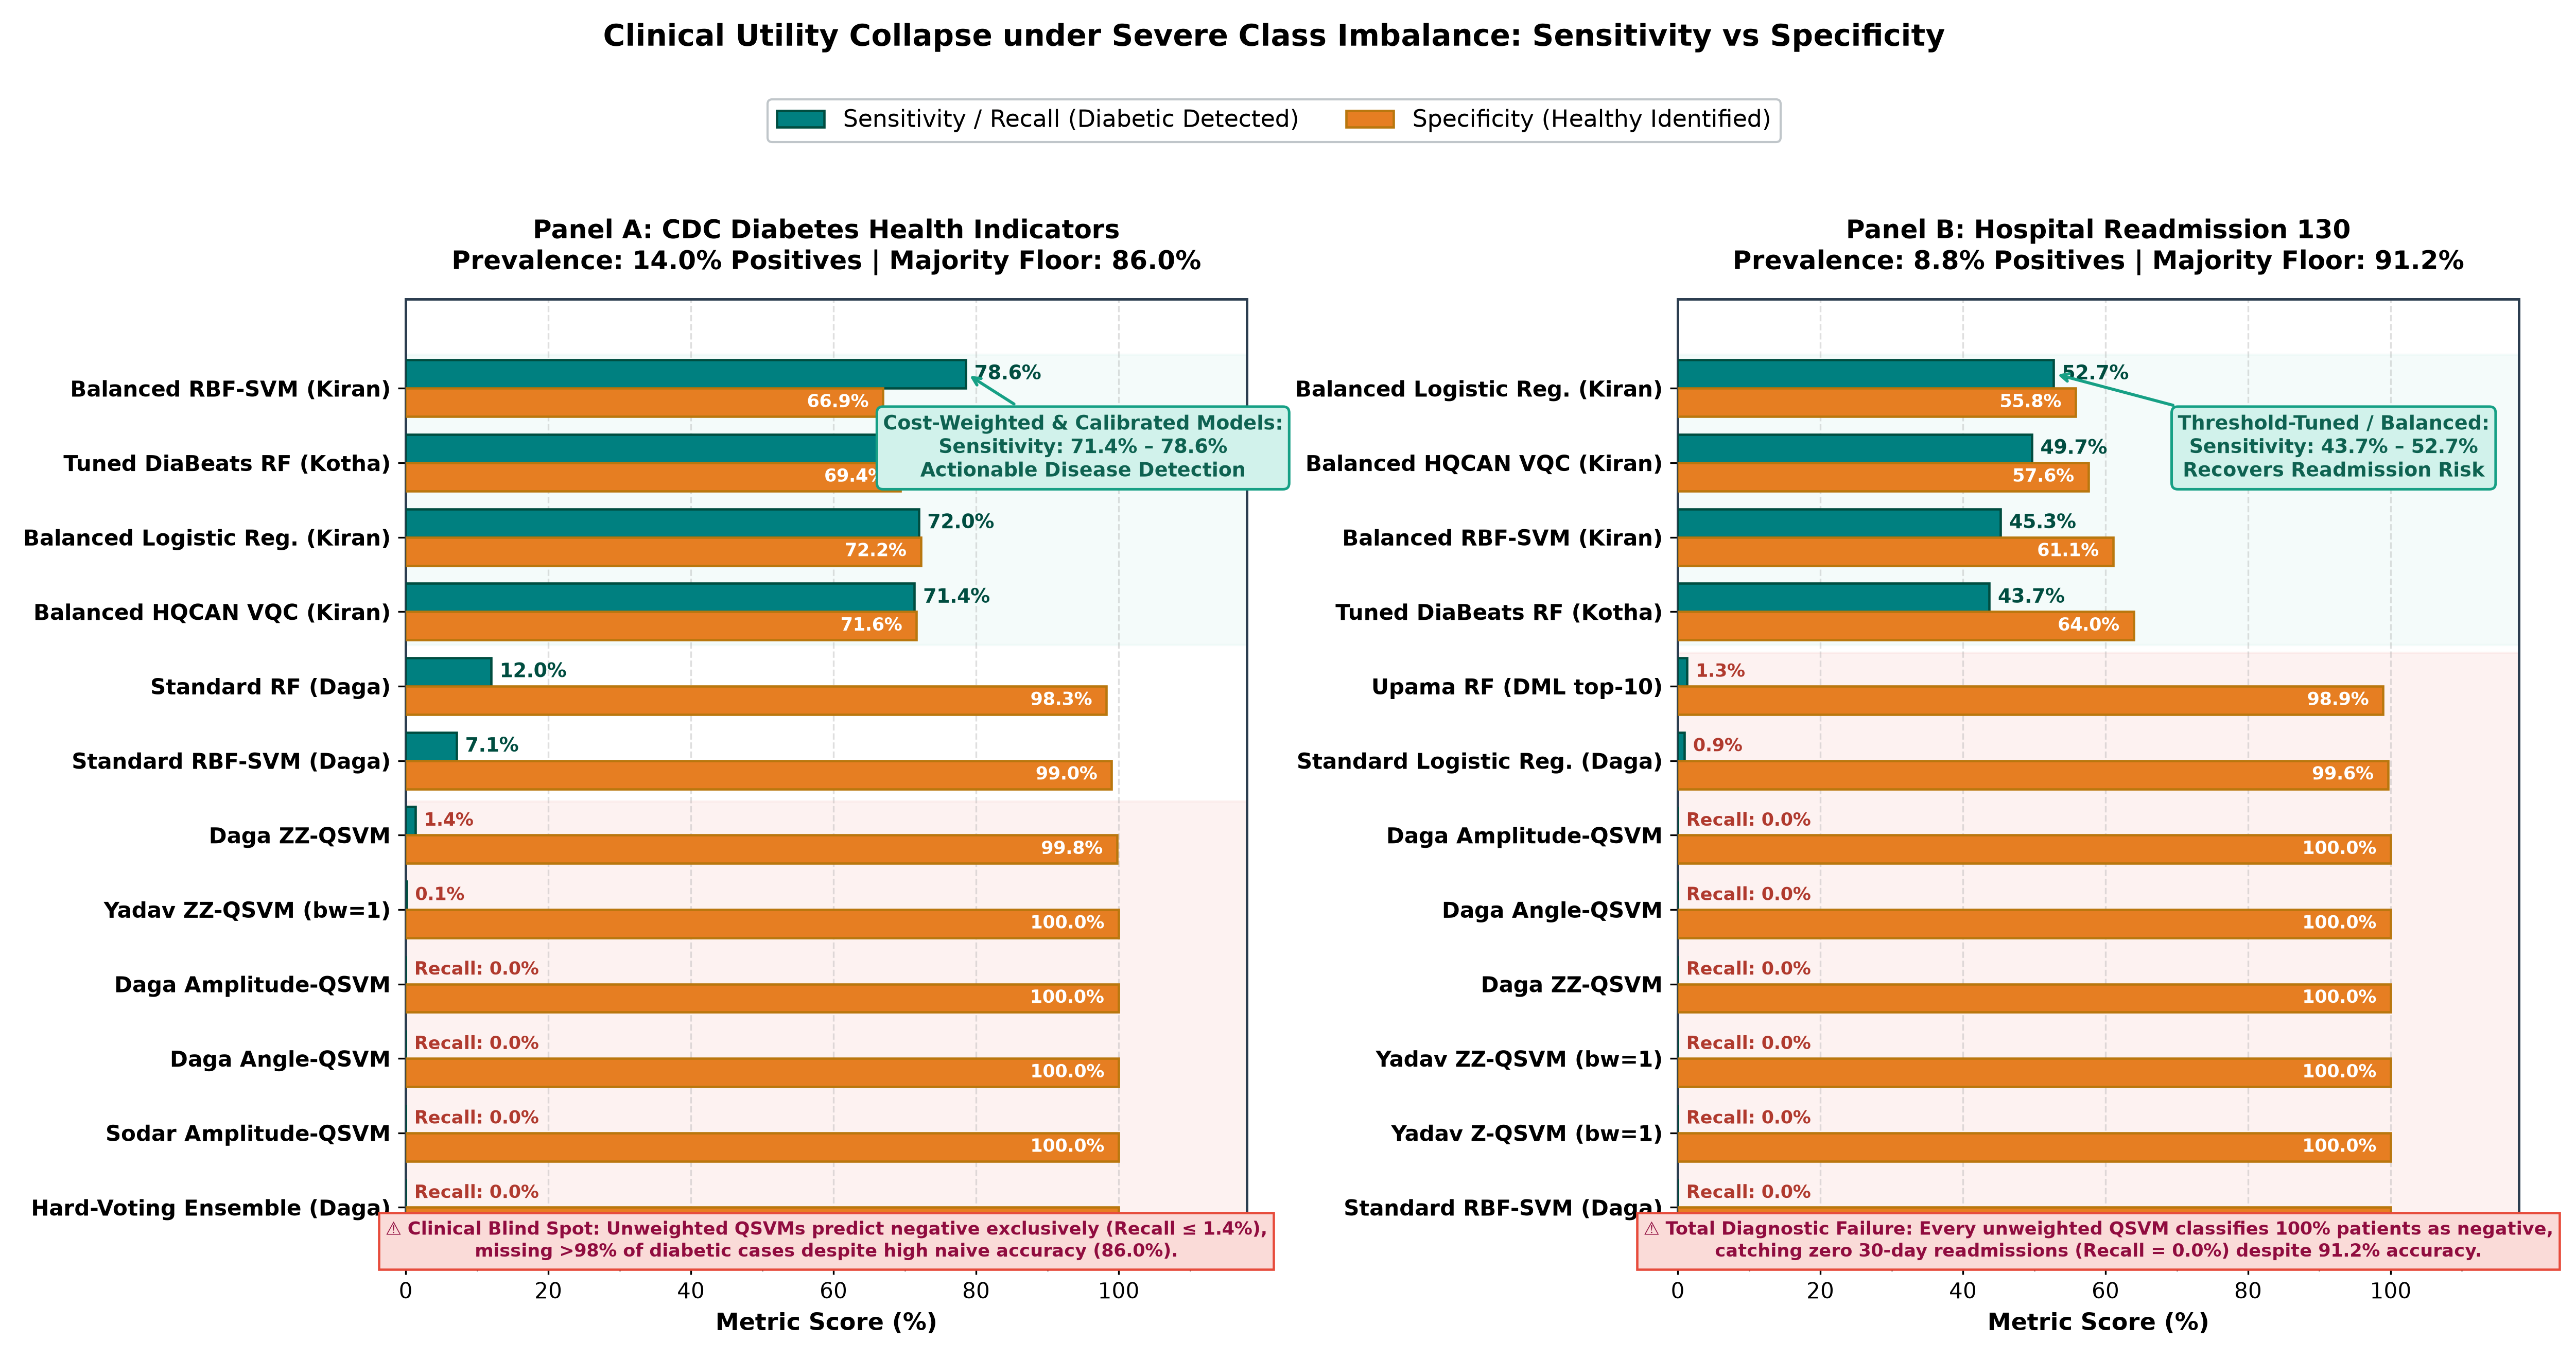 Clinical Utility Collapse under Severe Class Imbalance: Sensitivity vs Specificity
Sensitivity / Recall (Diabetic Detected)
Specificity (Healthy Identified)
Panel A: CDC Diabetes Health Indicators
Prevalence: 14.0% Positives | Majority Floor: 86.0%
Balanced RBF-SVM (Kiran)
78.6%
66.9%
Tuned DiaBeats RF (Kotha)
69.4%
Cost-Weighted & Calibrated Models:
Sensitivity: 71.4% – 78.6%
Actionable Disease Detection
Balanced Logistic Reg. (Kiran)
72.0%
72.2%
Balanced HQCAN VQC (Kiran)
71.4%
71.6%
Standard RF (Daga)
12.0%
98.3%
Standard RBF-SVM (Daga)
7.1%
99.0%
Daga ZZ-QSVM
1.4%
99.8%
Yadav ZZ-QSVM (bw=1)
0.1%
100.0%
Daga Amplitude-QSVM
Recall: 0.0%
100.0%
Daga Angle-QSVM
Recall: 0.0%
100.0%
Sodar Amplitude-QSVM
Recall: 0.0%
100.0%
Hard-Voting Ensemble (Daga)
Recall: 0.0%
⚠ Clinical Blind Spot: Unweighted QSVMs predict negative exclusively (Recall ≤ 1.4%),
missing >98% of diabetic cases despite high naive accuracy (86.0%).
0 20 40 60 80 100
Metric Score (%)
Panel B: Hospital Readmission 130
Prevalence: 8.8% Positives | Majority Floor: 91.2%
Balanced Logistic Reg. (Kiran)
52.7%
55.8%
Balanced HQCAN VQC (Kiran)
49.7%
57.6%
Threshold-Tuned / Balanced:
Sensitivity: 43.7% – 52.7%
Recovers Readmission Risk
Balanced RBF-SVM (Kiran)
45.3%
61.1%
Tuned DiaBeats RF (Kotha)
43.7%
64.0%
Upama RF (DML top-10)
1.3%
98.9%
Standard Logistic Reg. (Daga)
0.9%
99.6%
Daga Amplitude-QSVM
Recall: 0.0%
100.0%
Daga Angle-QSVM
Recall: 0.0%
100.0%
Daga ZZ-QSVM
Recall: 0.0%
100.0%
Yadav ZZ-QSVM (bw=1)
Recall: 0.0%
100.0%
Yadav Z-QSVM (bw=1)
Recall: 0.0%
100.0%
Standard RBF-SVM (Daga)
Recall: 0.0%
⚠ Total Diagnostic Failure: Every unweighted QSVM classifies 100% patients as negative,
catching zero 30-day readmissions (Recall = 0.0%) despite 91.2% accuracy.
0 20 40 60 80 100
Metric Score (%)